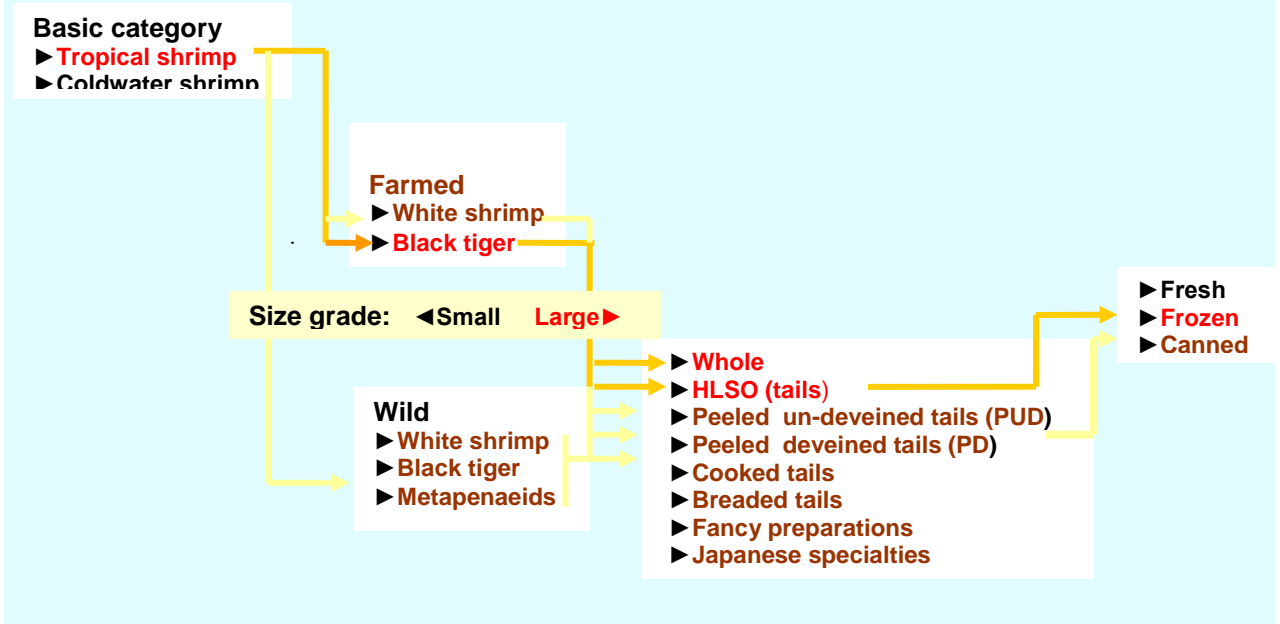 Basic category
►Tropical shrimp
►Coldwater shrimp
Farmed
►White shrimp
►Black tiger
Size grade: ◄Small Large►
Wild
►White shrimp
►Black tiger
►Metapenaeids
►Whole
►HLSO (tails)
►Peeled un-deveined tails (PUD)
►Peeled deveined tails (PD)
►Cooked tails
►Breaded tails
►Fancy preparations
►Japanese specialties
►Fresh
►Frozen
►Canned